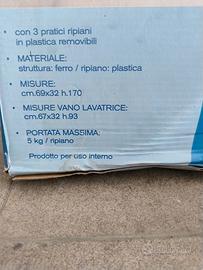 • con 3 pratici ripiani
in plastica removibili
• MATERIALE:
struttura: ferro / ripiano: plastica
• MISURE:
cm.69x32 h.170
• MISURE VANO LAVATRICE:
cm.67x32 h.93
• PORTATA MASSIMA:
5 kg / ripiano
Prodotto per uso interno